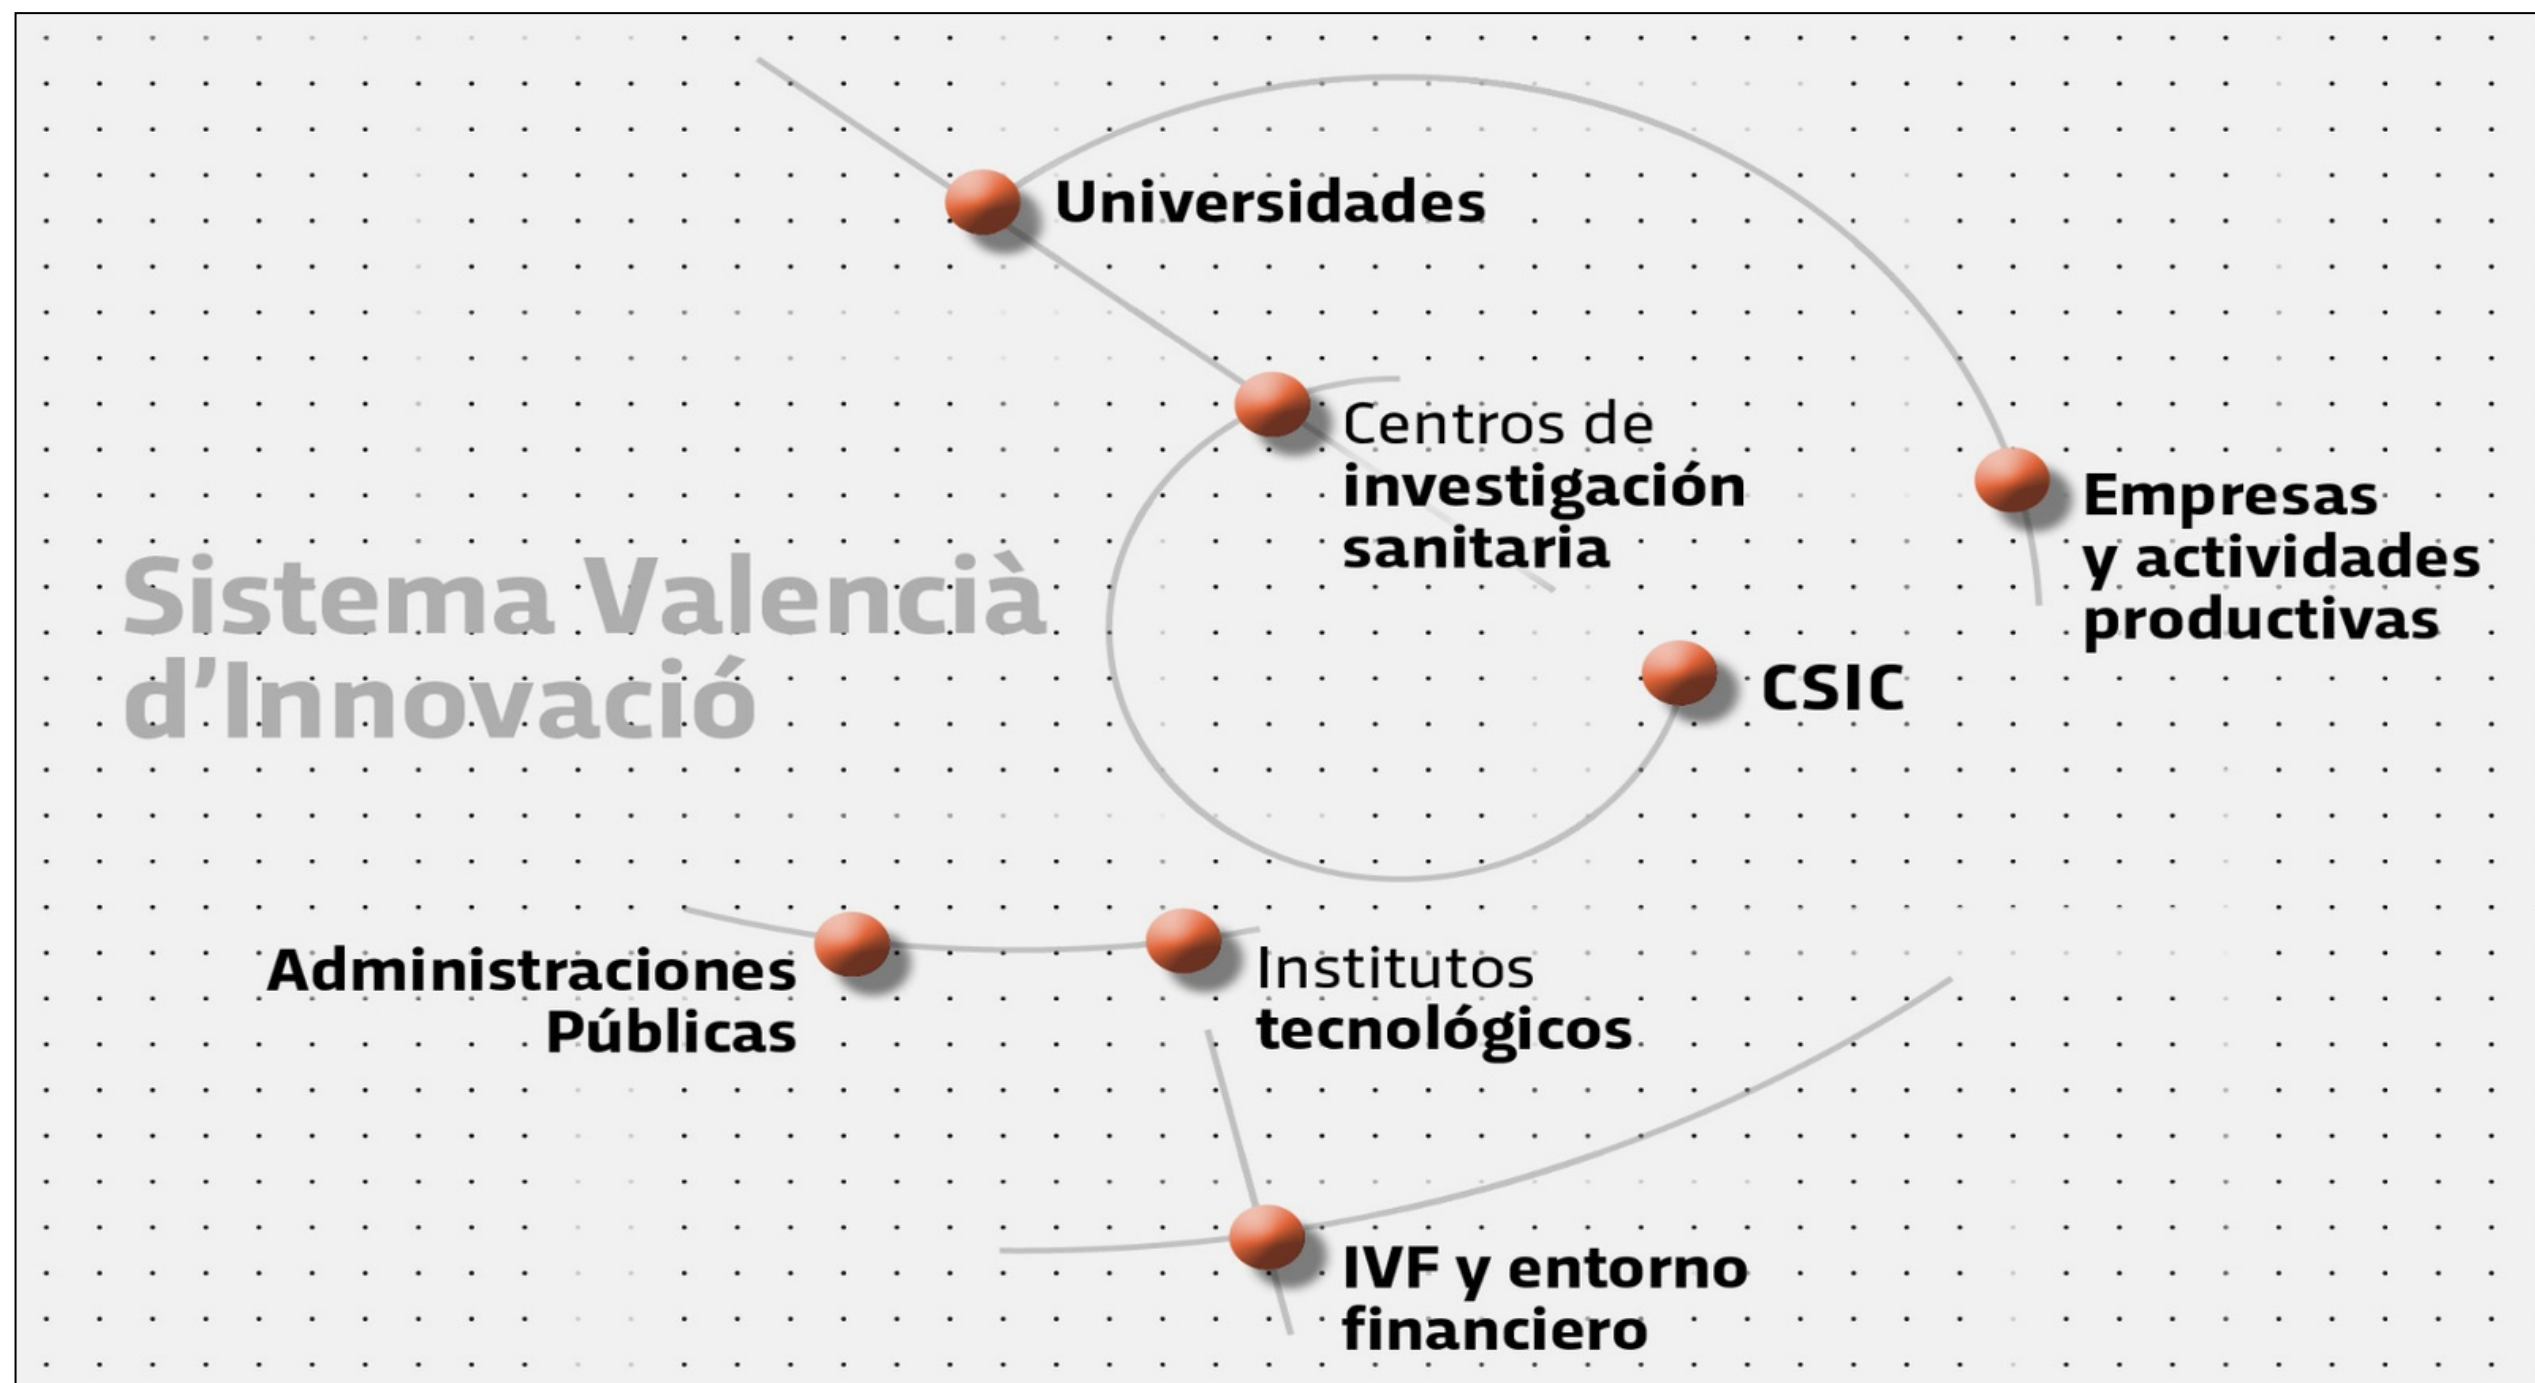 Universidades
Centros de
investigación
sanitaria
Empresas
y actividades
productivas
Sistema Valencià
d’Innovació
CSIC
Administraciones
Públicas
Institutos
tecnológicos
IVF y entorno
financiero